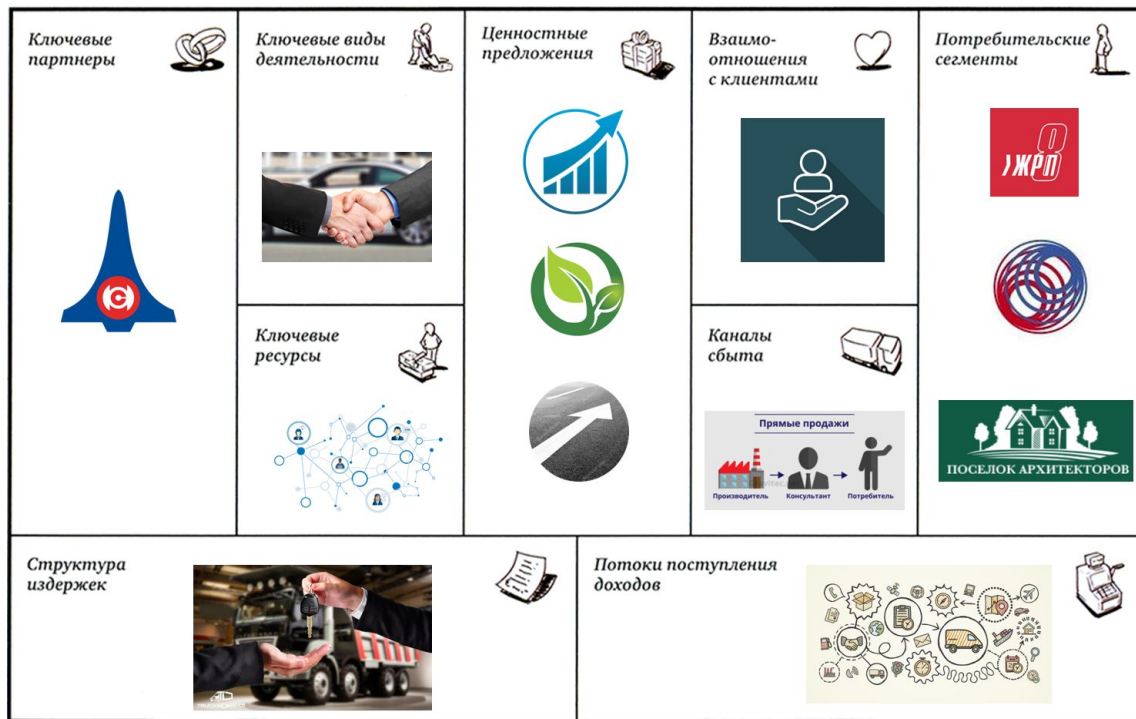 Ключевые
партнеры
Ключевые виды
деятельности
Ценностные
предложения
Взаимо-
отношения
с клиентами
Потребительские
сегменты
8
ЖРП
Ключевые
ресурсы
Каналы
сбыта
Прямые продажи
Производитель
Консультант
Потребитель
ПОСЕЛОК АРХИТЕКТОРОВ
Структура
издержек
Потоки поступления
доходов